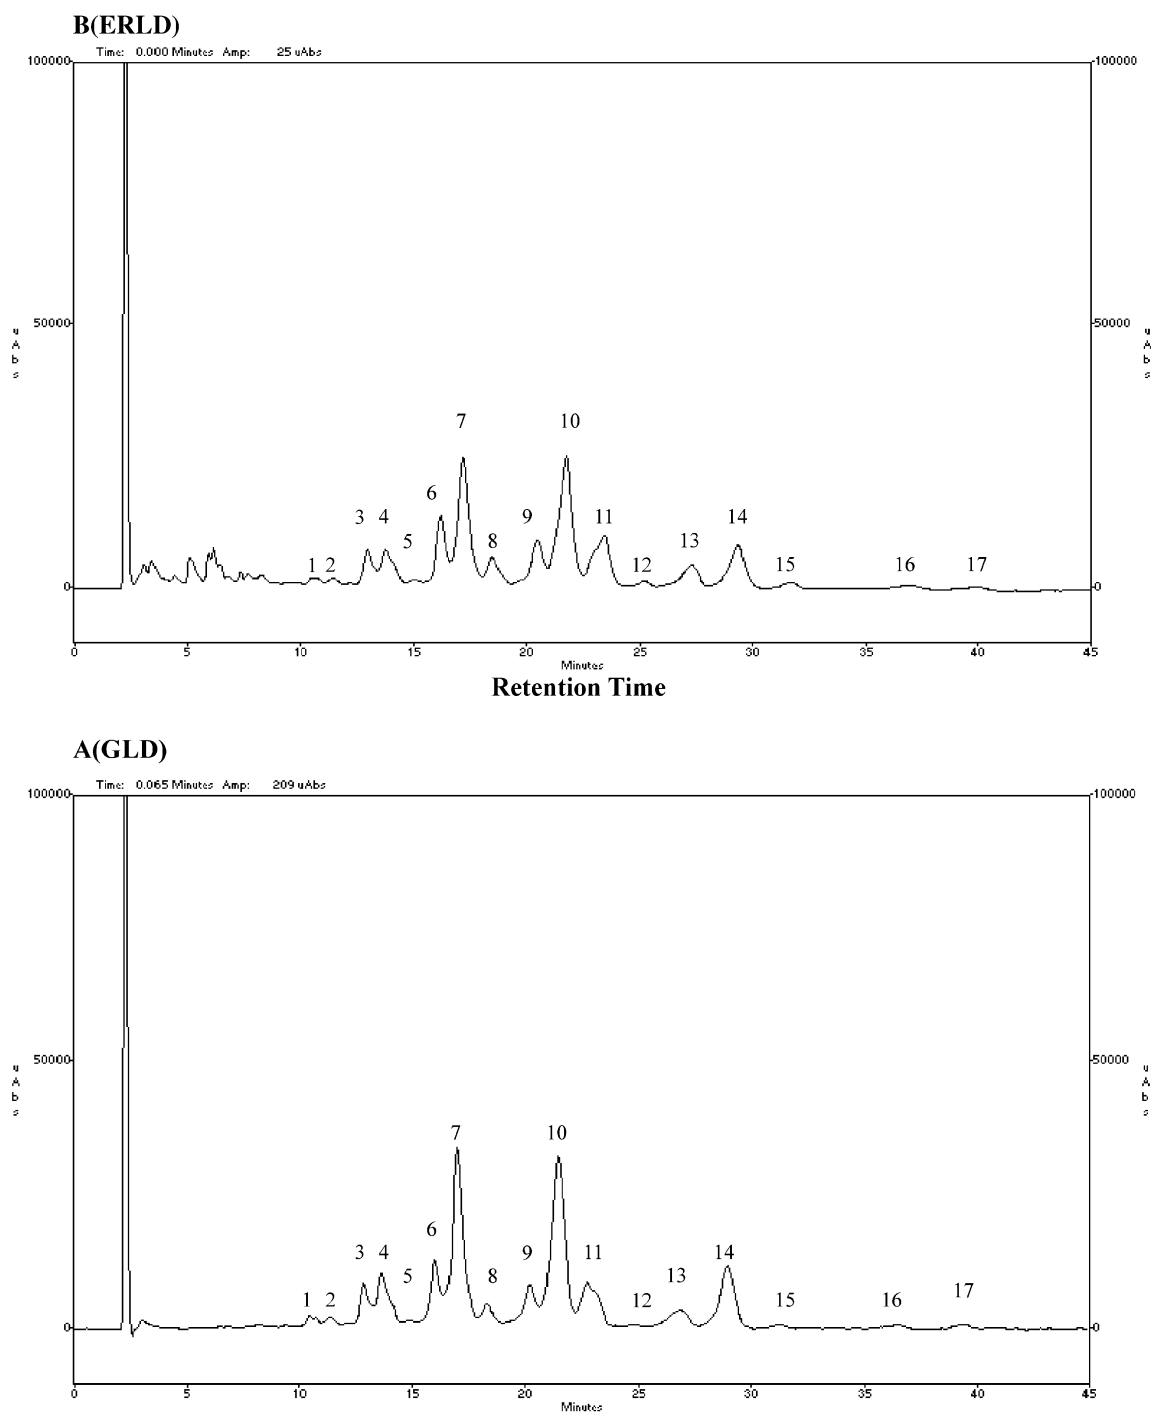 B(ERLD)
Time: 0.000 Minutes Amp: 25 uAbs
100000 100000
50000 50000
uAbs uAbs
7 10
6
3 4 9 11 14
5 8 13
1 2 12 15 16 17
0 0
0 5 10 15 20 25 30 35 40 45
Minutes
Retention Time
A(GLD)
Time: 0.065 Minutes Amp: 209 uAbs
100000 100000
50000 50000
uAbs uAbs
7 10
6
3 4 9 11 14
5 8 13
17
1 2 12 15 16
0 0
0 5 10 15 20 25 30 35 40 45
Minutes